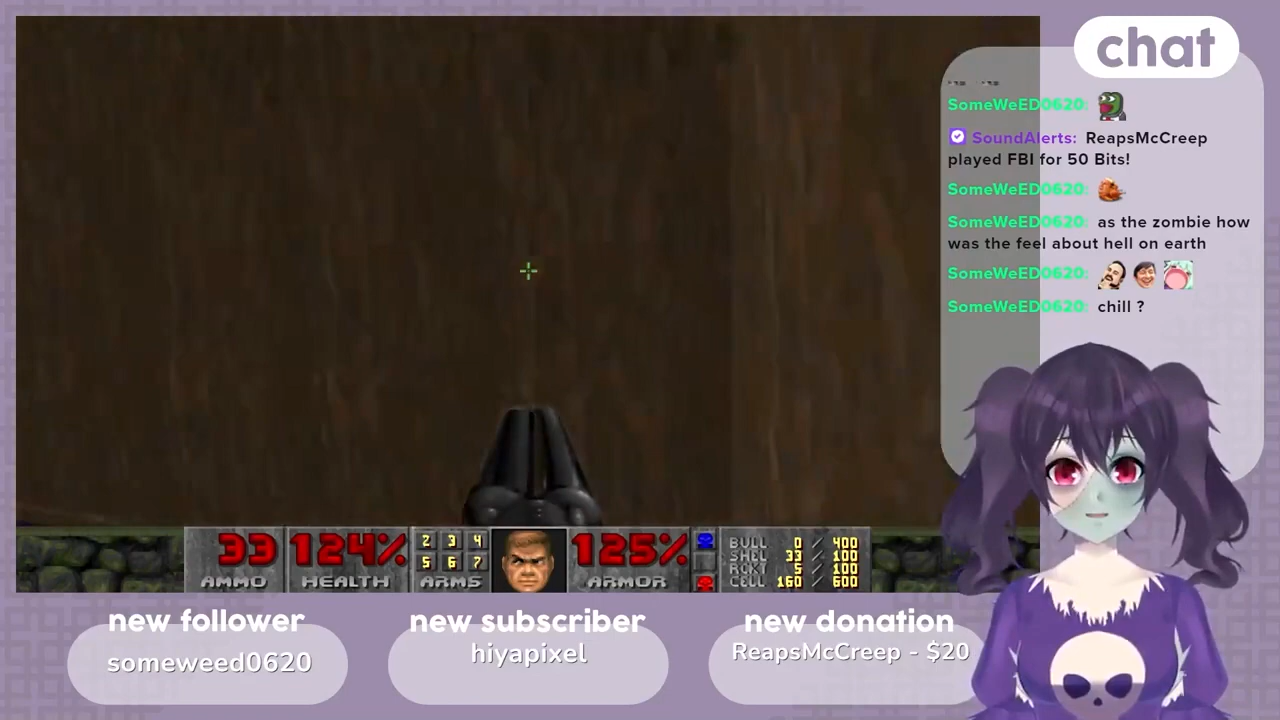 chat
SomeWeED0620:
SoundAlerts: ReapsMcCreep
played FBI for 50 Bits!
SomeWeED0620:
SomeWeED0620: as the zombie how
was the feel about hell on earth
SomeWeED0620:
SomeWeED0620: chill ?
33 124% 2 3 4 125%
5 6 7
AMMO HEALTH ARMS ARMOR
BULL 0 / 400
SHEL 33 / 100
RCKT 5 / 100
CELL 160 / 600
new follower
someweed0620
new subscriber
hiyapixel
new donation
ReapsMcCreep - $20